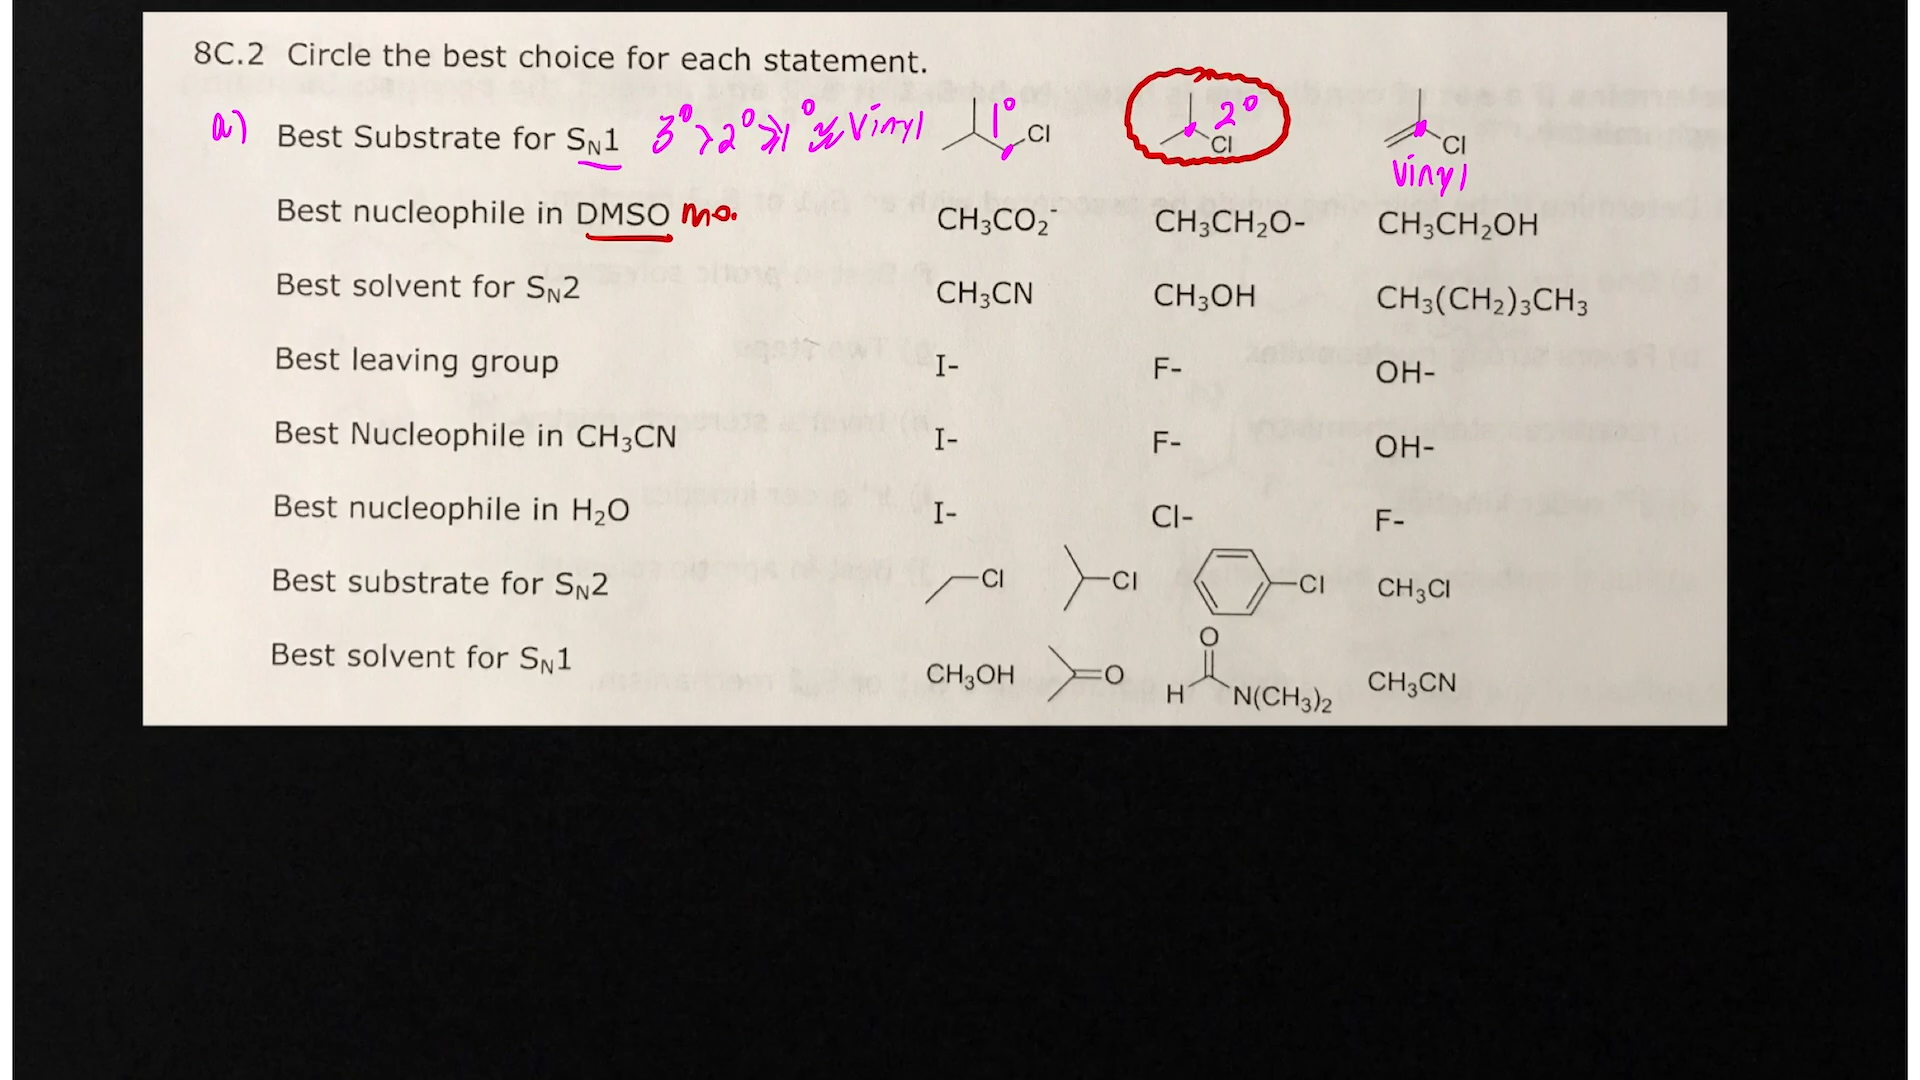 8C.2 Circle the best choice for each statement.
a) Best Substrate for SN1 3° > 2° ⋙ 1° ⋙ Vinyl 1° Cl 2° Cl Cl
Vinyl
Best nucleophile in DMSO CH3CO2- CH3CH2O- CH3CH2OH
Best solvent for SN2 CH3CN CH3OH CH3(CH2)3CH3
Best leaving group I- F- OH-
Best Nucleophile in CH3CN I- F- OH-
Best nucleophile in H2O I- Cl- F-
Best substrate for SN2 Cl Cl Cl CH3Cl
Best solvent for SN1 CH3OH O O H N(CH3)2 CH3CN